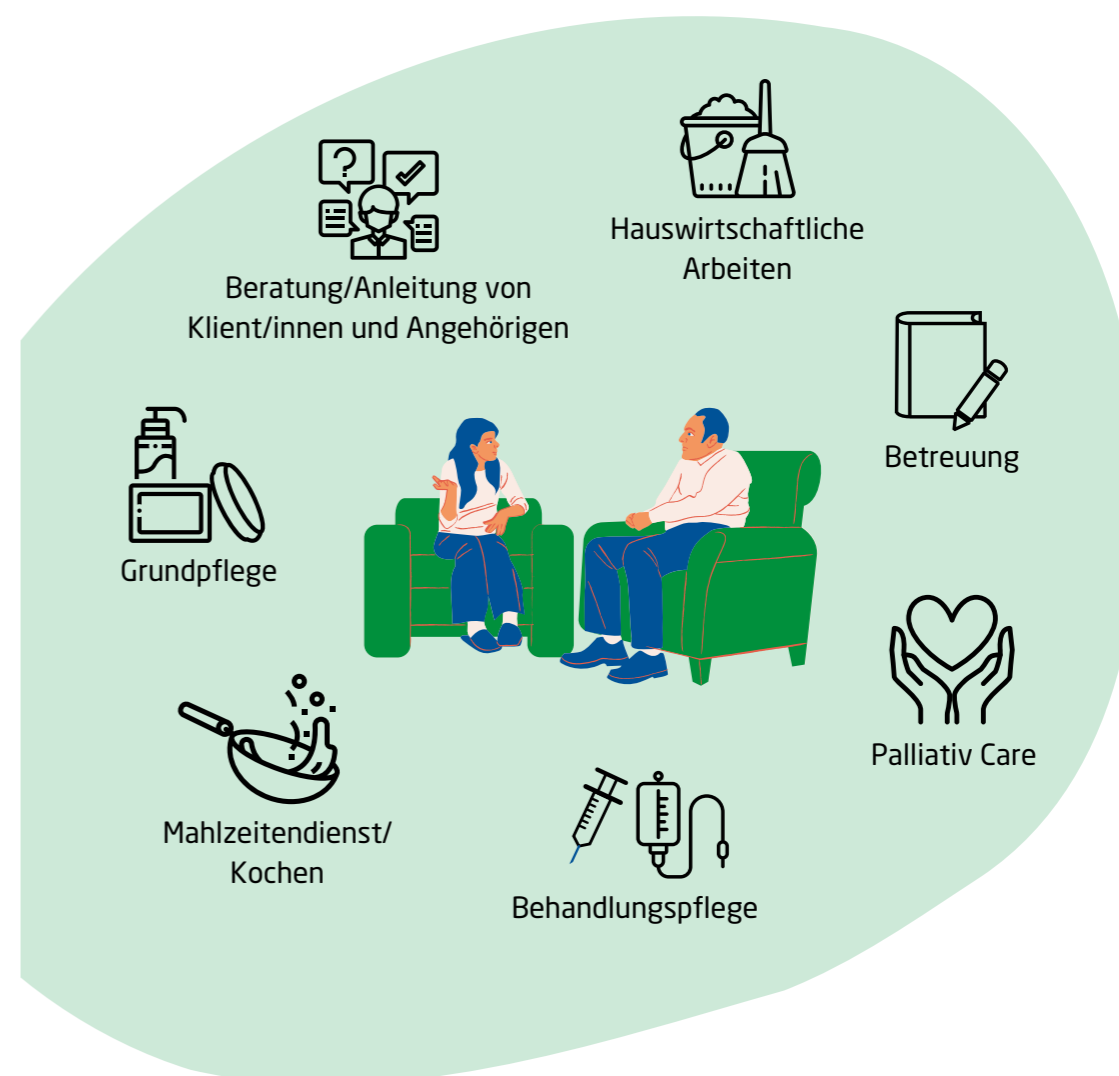 Hauswirtschaftliche
Arbeiten
Beratung/Anleitung von
Klient/innen und Angehörigen
Betreuung
Grundpflege
Palliativ Care
Mahlzeitendienst/
Kochen
Behandlungspflege